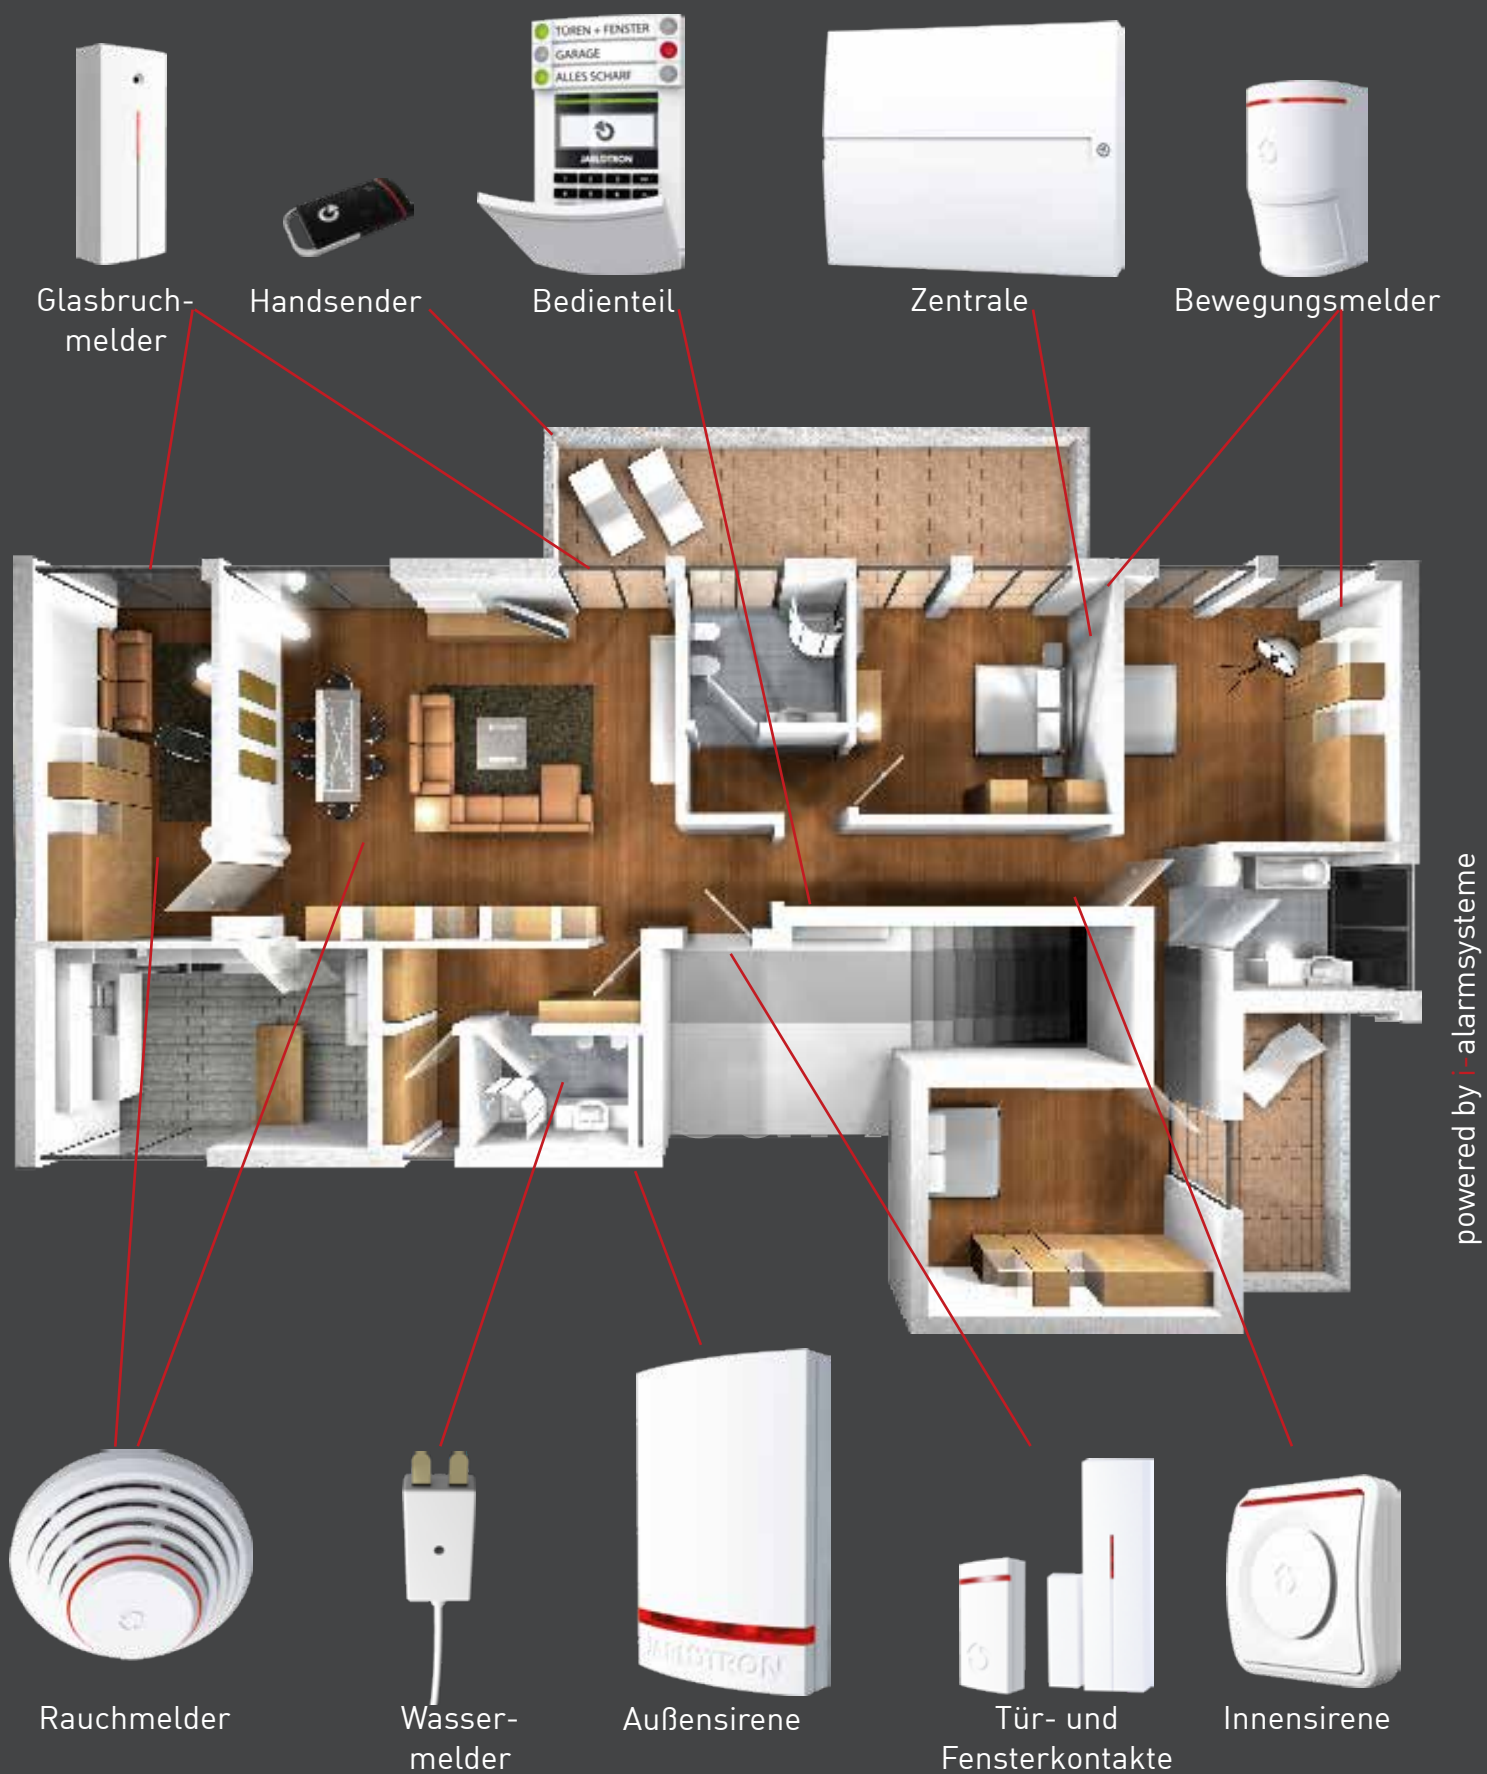 TÜREN + FENSTER
GARAGE
ALLES SCHARF
JABLOTRON
Glasbruch-
melder
Handsender
Bedienteil
Zentrale
Bewegungsmelder
powered by i-alarmsysteme
JABLOTRON
Rauchmelder
Wasser-
melder
Außensirene
Tür- und
Fensterkontakte
Innensirene